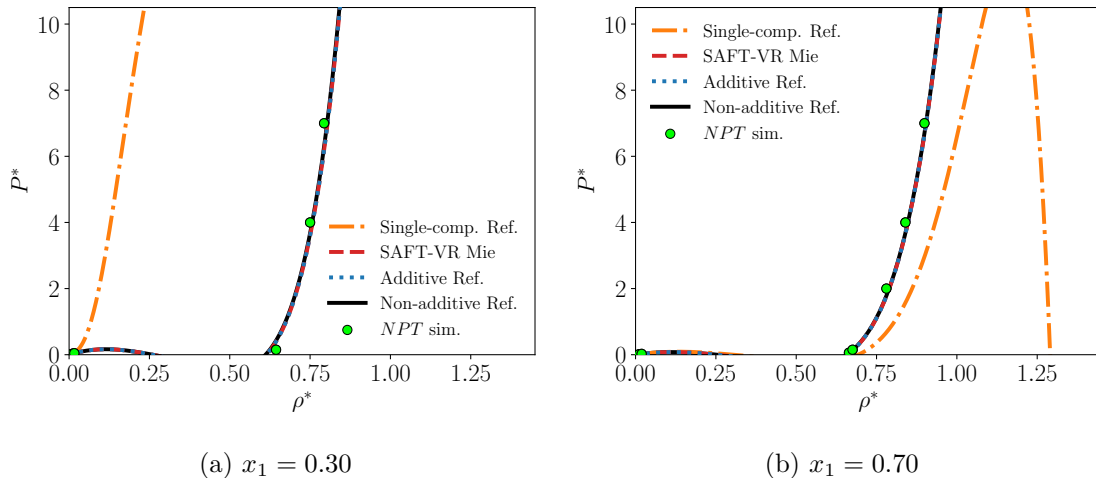 10
8
6
4
2
0
P*
0.00 0.25 0.50 0.75 1.00 1.25
ρ*
Single-comp. Ref.
SAFT-VR Mie
Additive Ref.
Non-additive Ref.
NPT sim.
(a) x₁ = 0.30
10
8
6
4
2
0
P*
0.00 0.25 0.50 0.75 1.00 1.25
ρ*
Single-comp. Ref.
SAFT-VR Mie
Additive Ref.
Non-additive Ref.
NPT sim.
(b) x₁ = 0.70